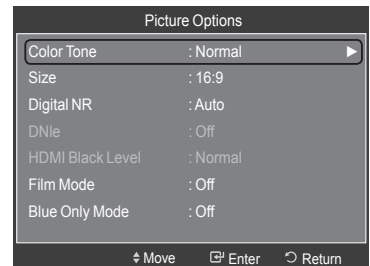 Picture Options
Color Tone : Normal
Size : 16:9
Digital NR : Auto
DNIe : Off
HDMI Black Level : Normal
Film Mode : Off
Blue Only Mode : Off
Move Enter Return